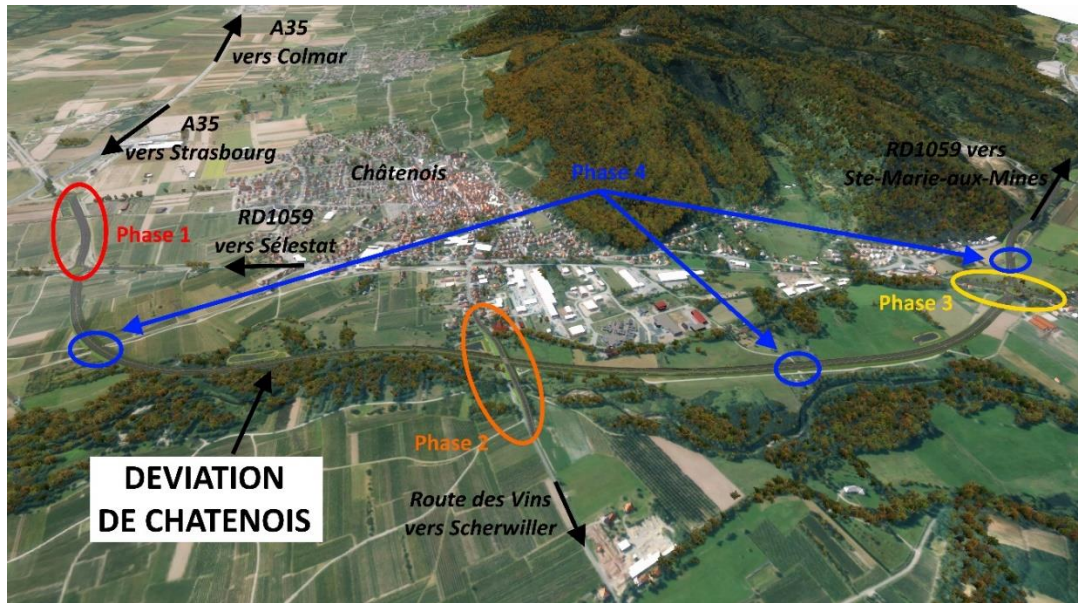 A35
vers Colmar
A35
vers Strasbourg
Châtenois
Phase 4
RD1059 vers
Ste-Marie-aux-Mines
Phase 1
RD1059
vers Sélestat
Phase 3
Phase 2
DEVIATION
DE CHATENOIS
Route des Vins
vers Scherwiller